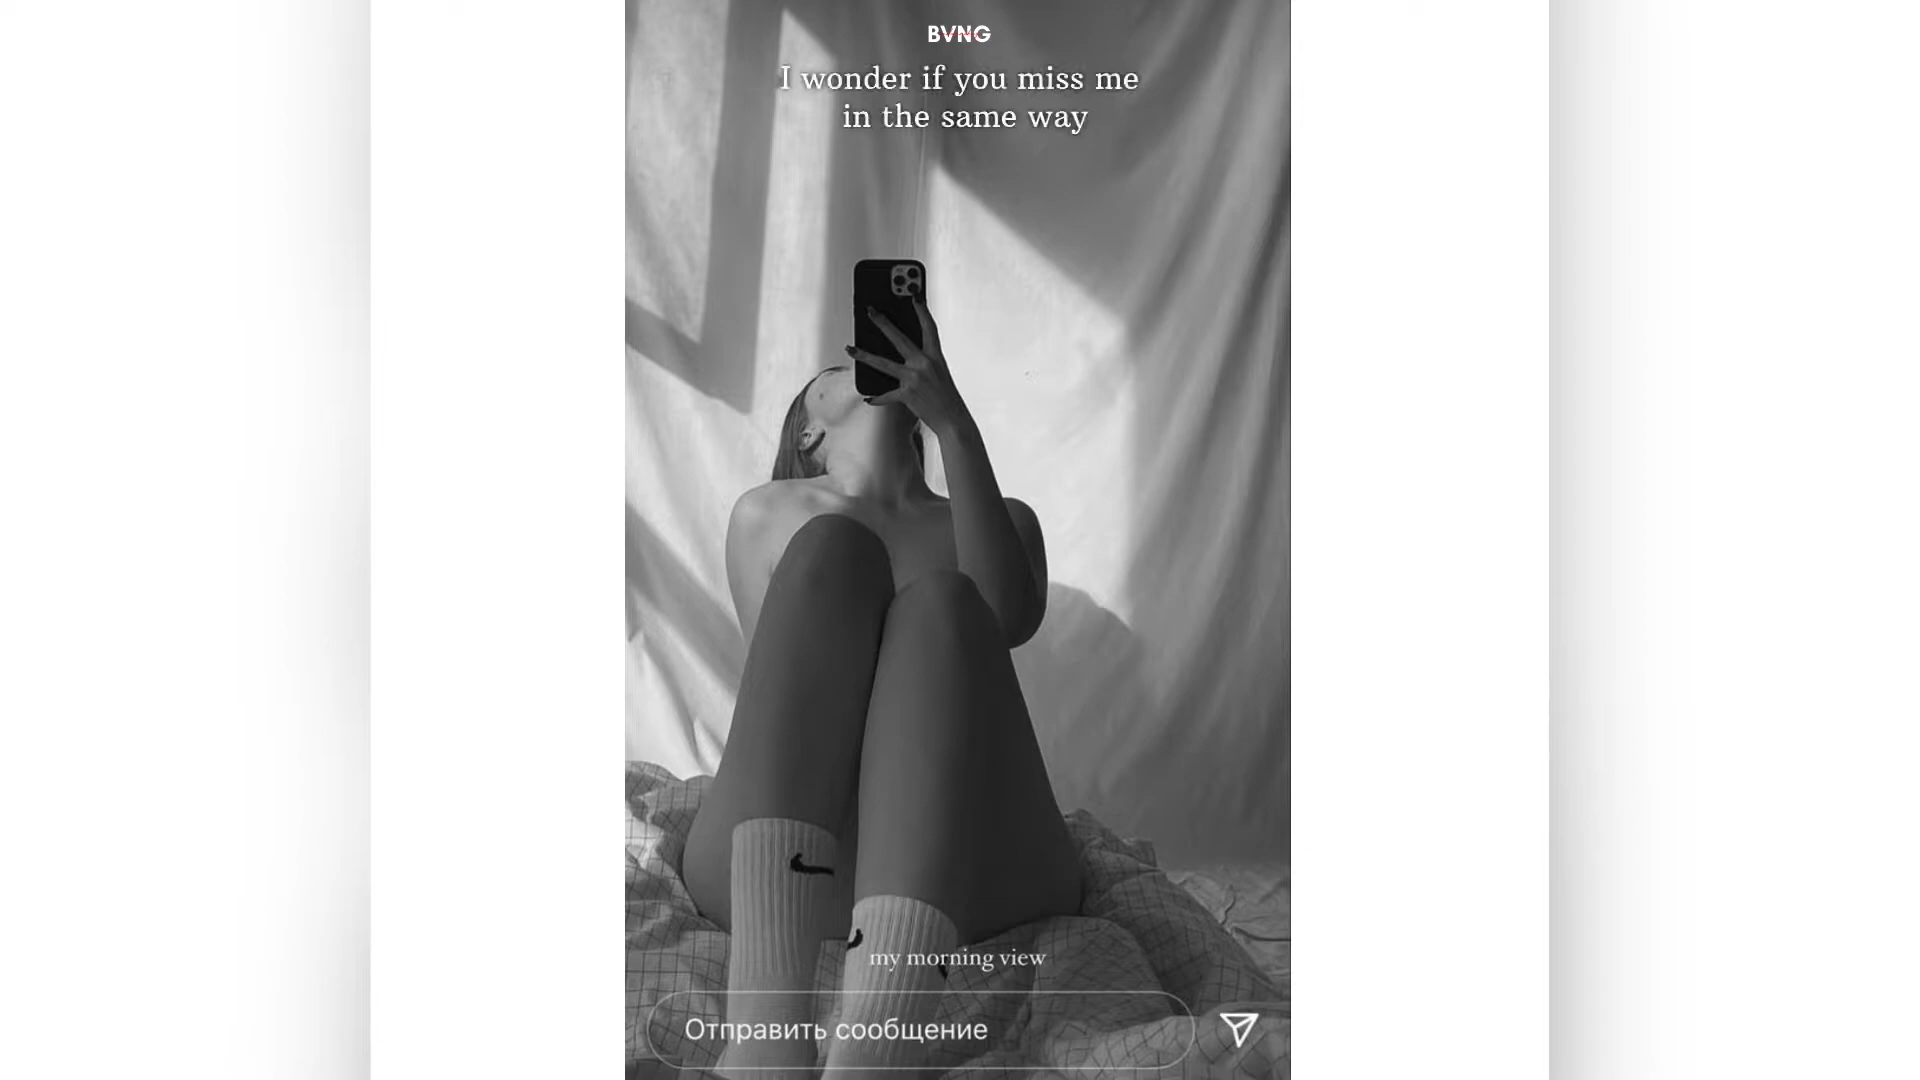 BVNG
I wonder if you miss me
in the same way
my morning view
Отправить сообщение